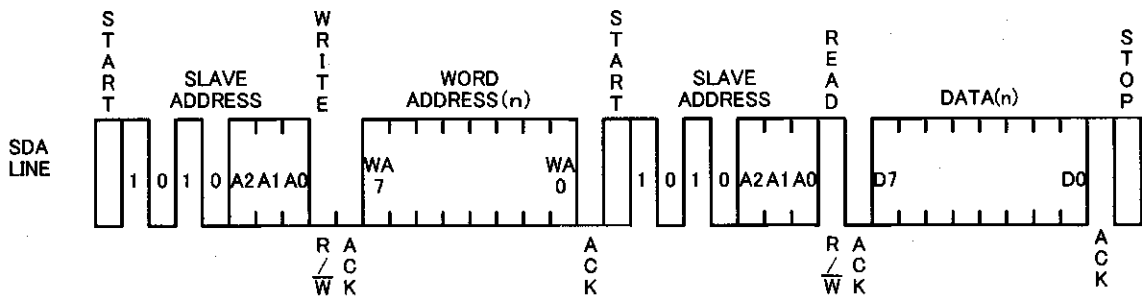 START
SLAVE
ADDRESS
WRITE
WORD
ADDRESS(n)
START
SLAVE
ADDRESS
READ
DATA(n)
STOP
SDA
LINE
1 0 1 0 A2 A1 A0
WA
7
WA
0
1 0 1 0 A2 A1 A0
D7
D0
R/W
ACK
ACK
R/W
ACK
ACK